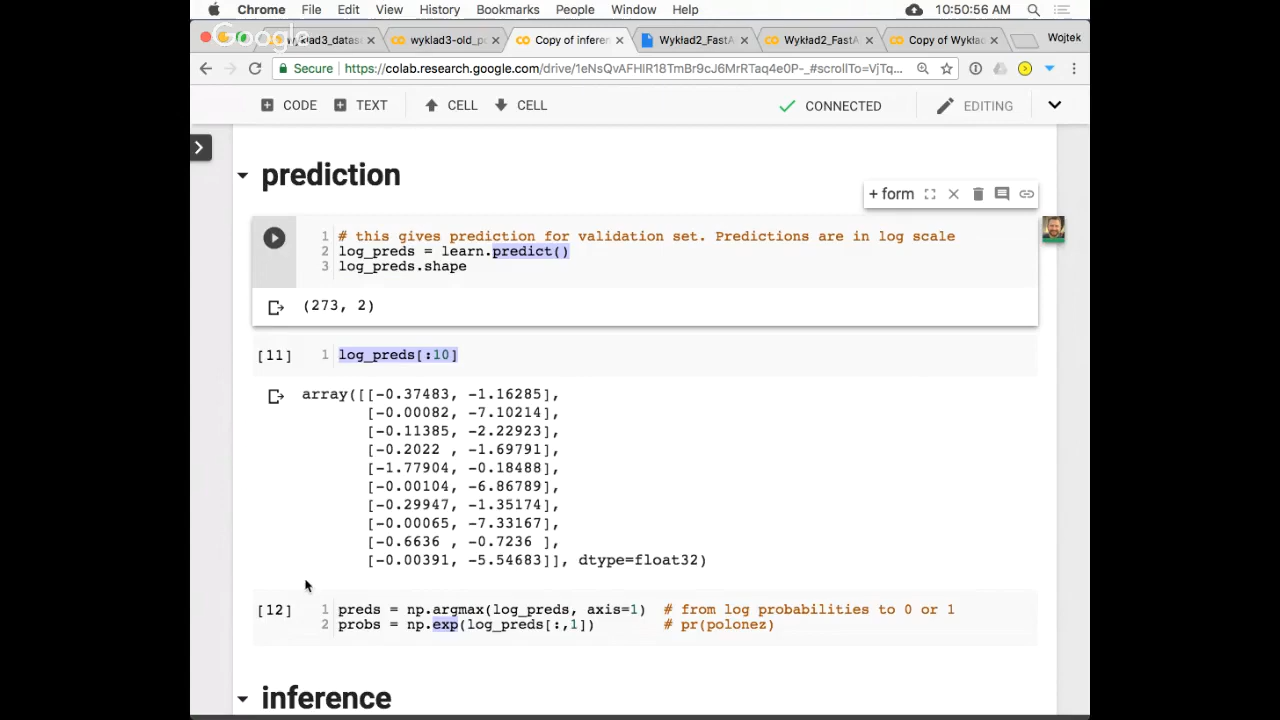 Chrome File Edit View History Bookmarks People Window Help 10:50:56 AM
Google
wyklad3-old_pc Copy of inferen Wykład2_FastA Wykład2_FastA Copy of Wykłac Wojtek
Secure https://colab.research.google.com/drive/1eNsQvAFHIR18TmBr9cJ6MrRTaq4e0P-_#scrollTo=VjTq...
CODE TEXT CELL CELL CONNECTED EDITING
prediction
+ form
1 # this gives prediction for validation set. Predictions are in log scale
2 log_preds = learn.predict()
3 log_preds.shape
(273, 2)
[11] 1 log_preds[:10]
array([[-0.37483, -1.16285],
[-0.00082, -7.10214],
[-0.11385, -2.22923],
[-0.2022 , -1.69791],
[-1.77904, -0.18488],
[-0.00104, -6.86789],
[-0.29947, -1.35174],
[-0.00065, -7.33167],
[-0.6636 , -0.7236 ],
[-0.00391, -5.54683]], dtype=float32)
[12] 1 preds = np.argmax(log_preds, axis=1) # from log probabilities to 0 or 1
2 probs = np.exp(log_preds[:,1]) # pr(polonez)
inference